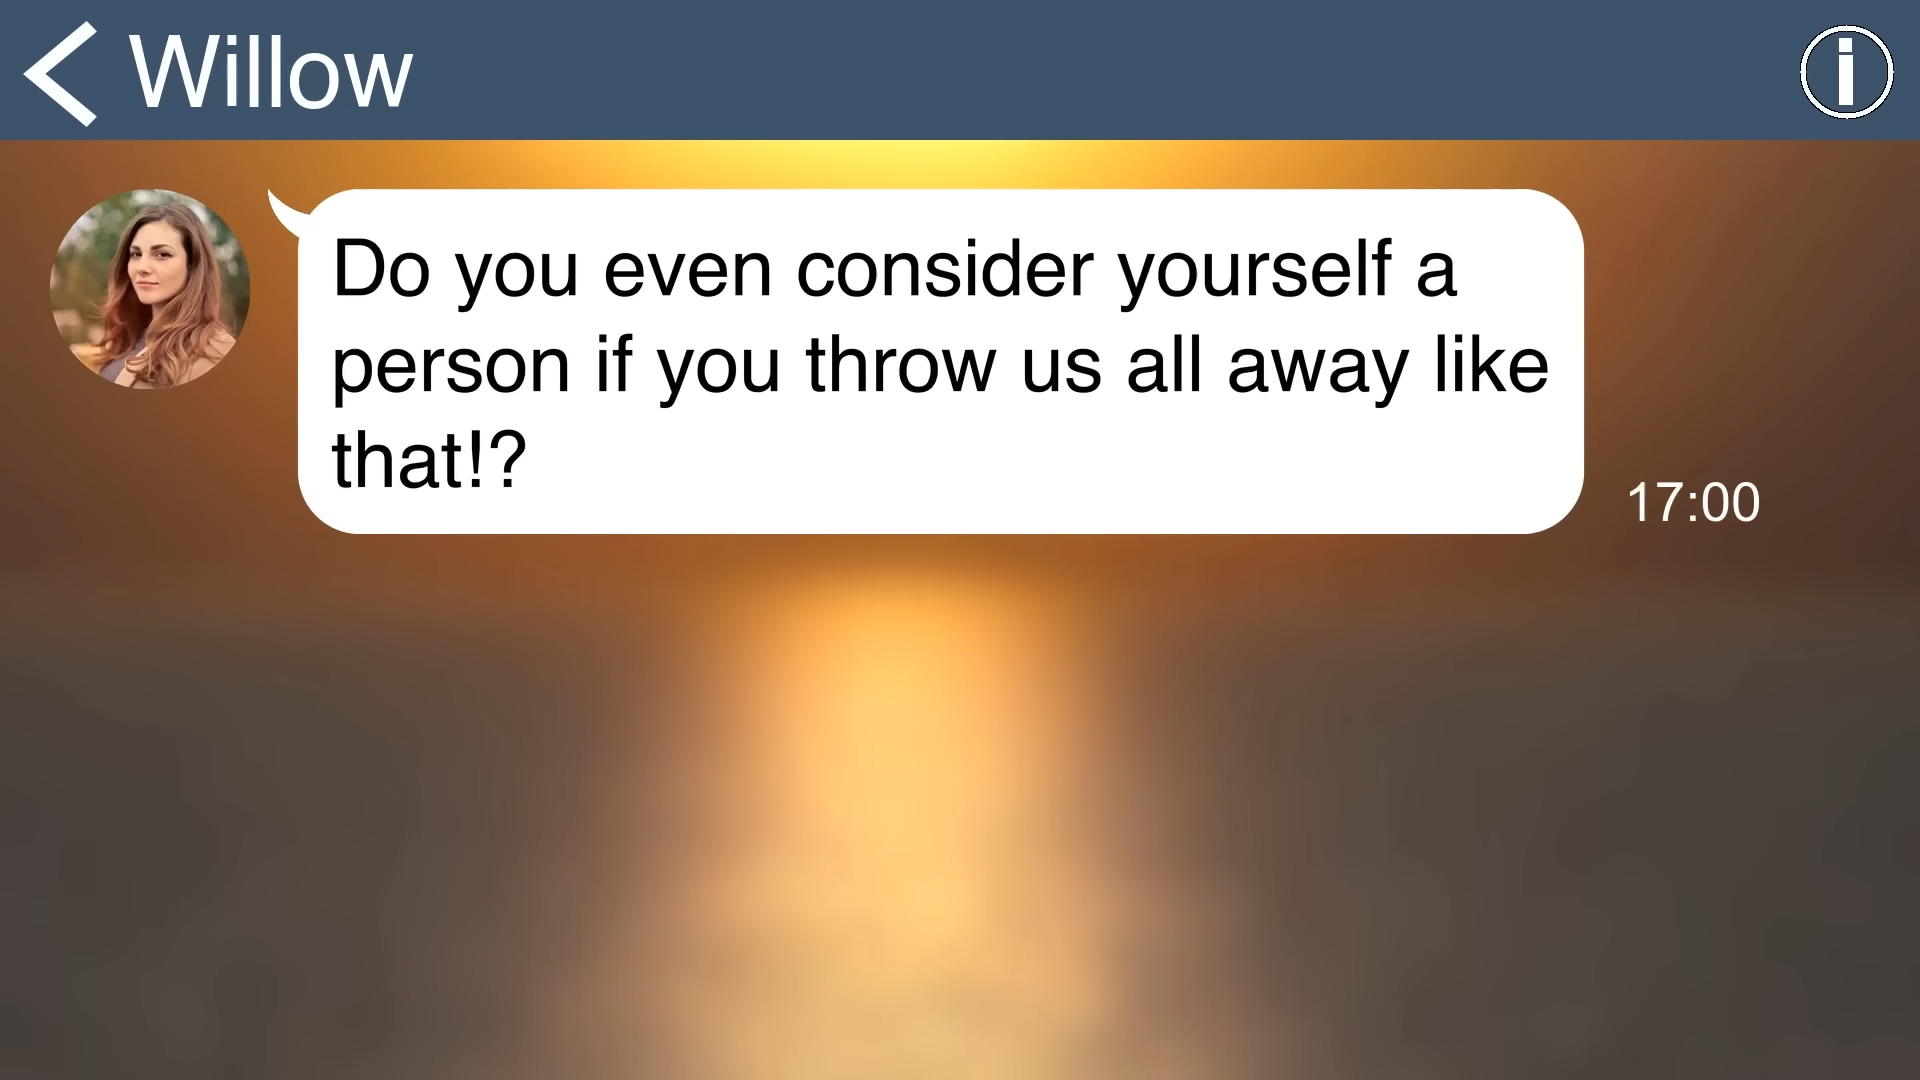 Willow
Do you even consider yourself a
person if you throw us all away like
that!?
17:00